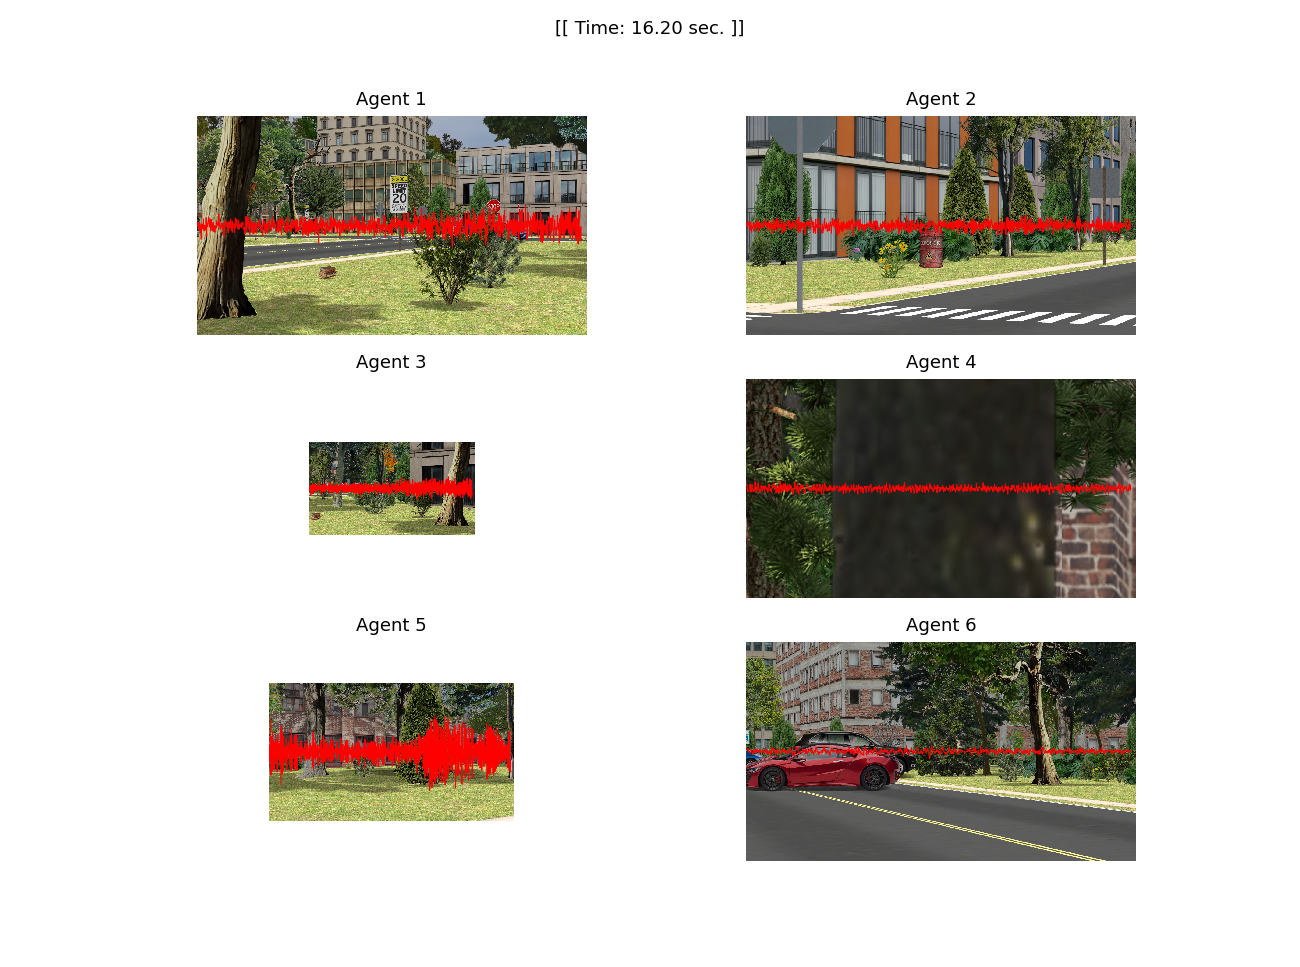 [[ Time: 16.20 sec. ]]
Agent 1
Agent 2
SPEED
LIMIT
20
STOP
Agent 3
Agent 4
Agent 5
Agent 6